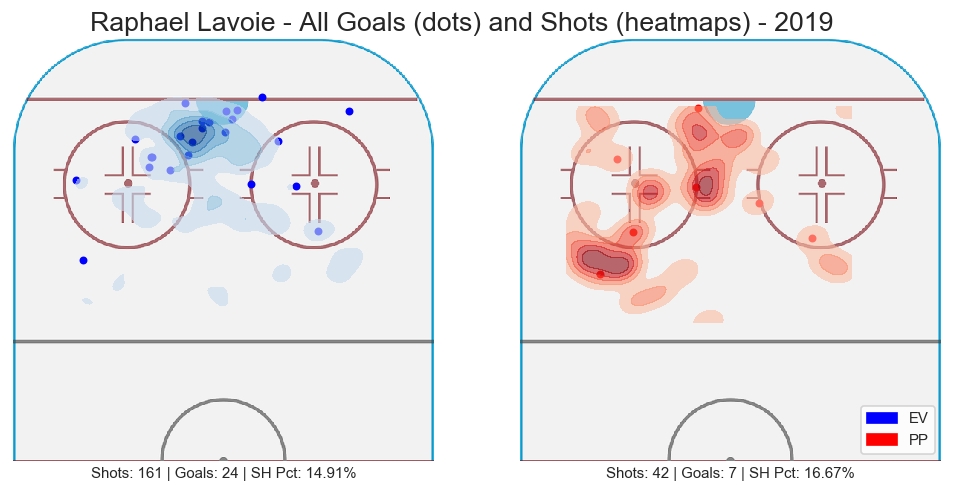 Raphael Lavoie - All Goals (dots) and Shots (heatmaps) - 2019
EV
PP
Shots: 161 | Goals: 24 | SH Pct: 14.91%
Shots: 42 | Goals: 7 | SH Pct: 16.67%